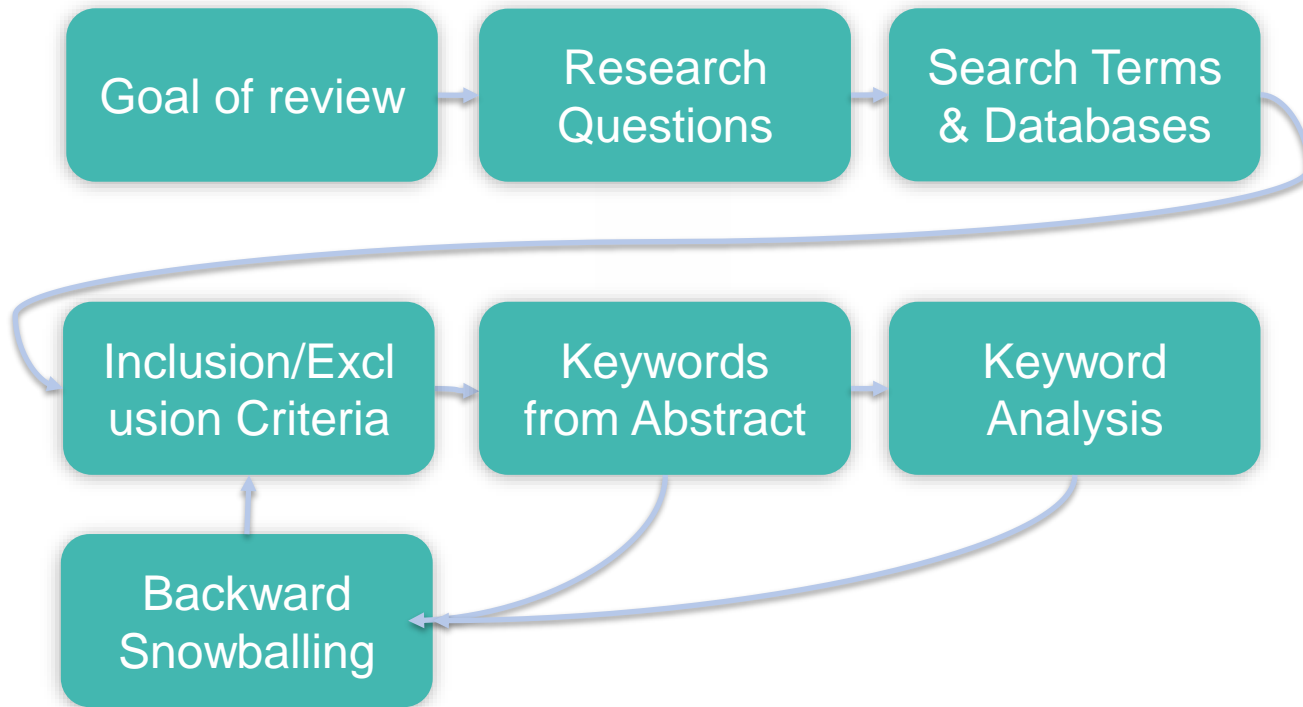 Goal of review
Research
Questions
Search Terms
& Databases
Inclusion/Excl
usion Criteria
Keywords
from Abstract
Keyword
Analysis
Backward
Snowballing